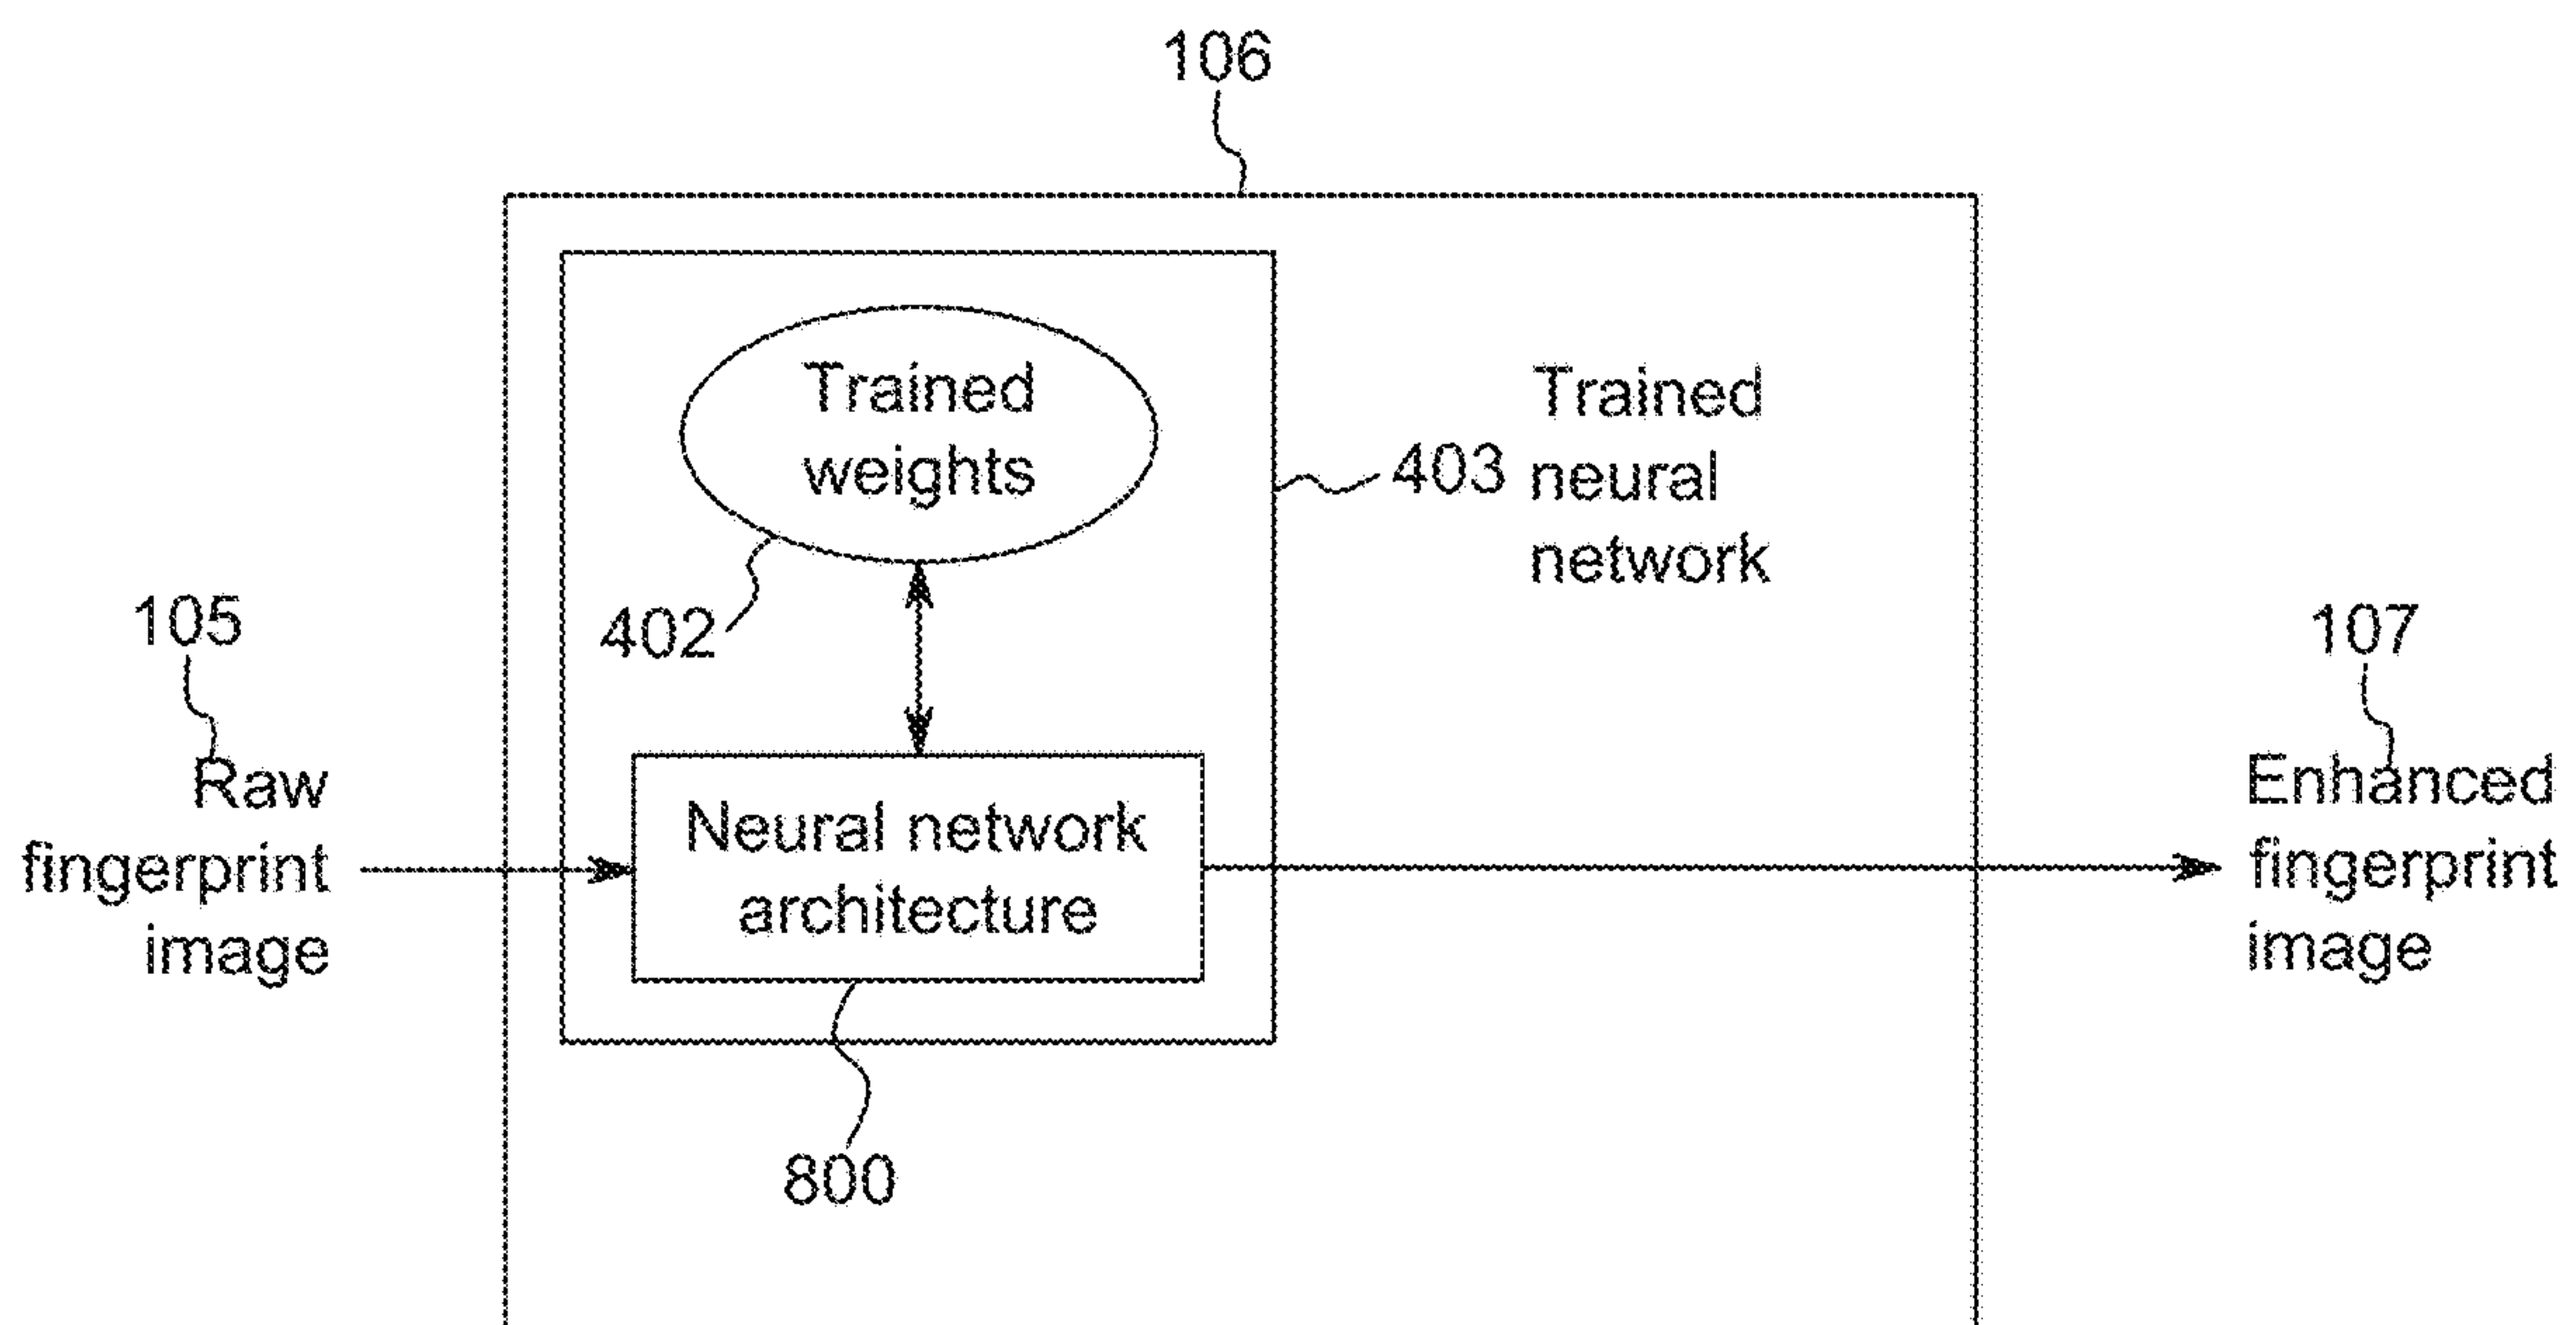 106
Trained
weights
403
Trained
neural
network
402
105
107
Raw
fingerprint
image
Neural network
architecture
Enhanced
fingerprint
image
800